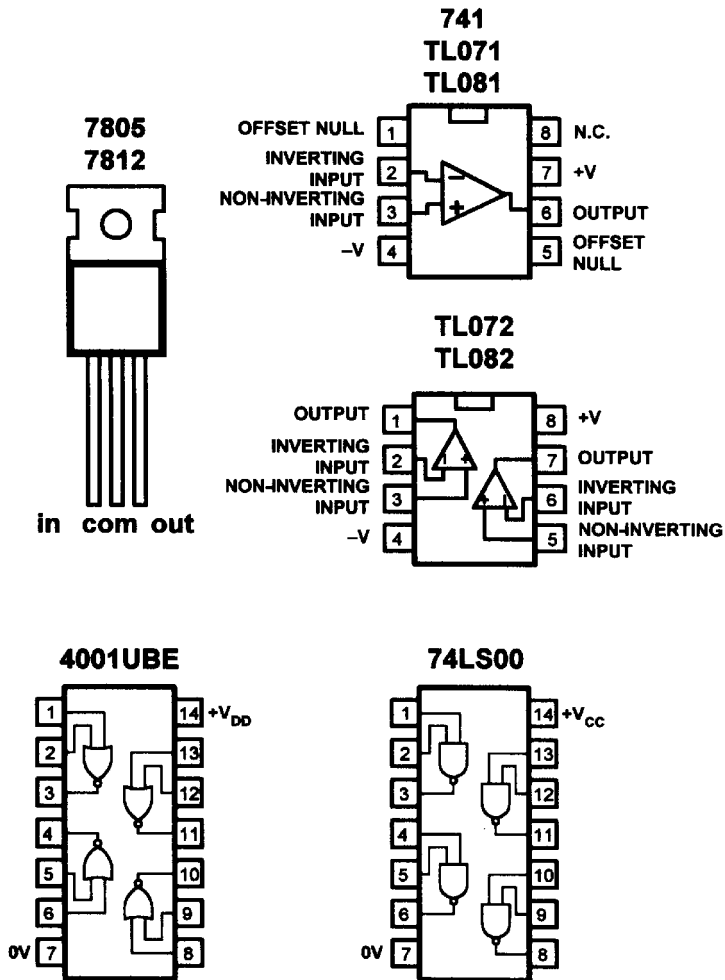 7805
7812
in com out
741
TL071
TL081
OFFSET NULL 1
INVERTING
INPUT 2
NON-INVERTING
INPUT 3
–V 4
8 N.C.
7 +V
6 OUTPUT
5 OFFSET
NULL
− 
+
TL072
TL082
OUTPUT 1
INVERTING
INPUT 2
NON-INVERTING
INPUT 3
–V 4
8 +V
7 OUTPUT
6 INVERTING
INPUT
5 NON-INVERTING
INPUT
− +
+ −
4001UBE
1
2
3
4
5
6
0V 7
14 +VDD
13
12
11
10
9
8
74LS00
1
2
3
4
5
6
0V 7
14 +VCC
13
12
11
10
9
8